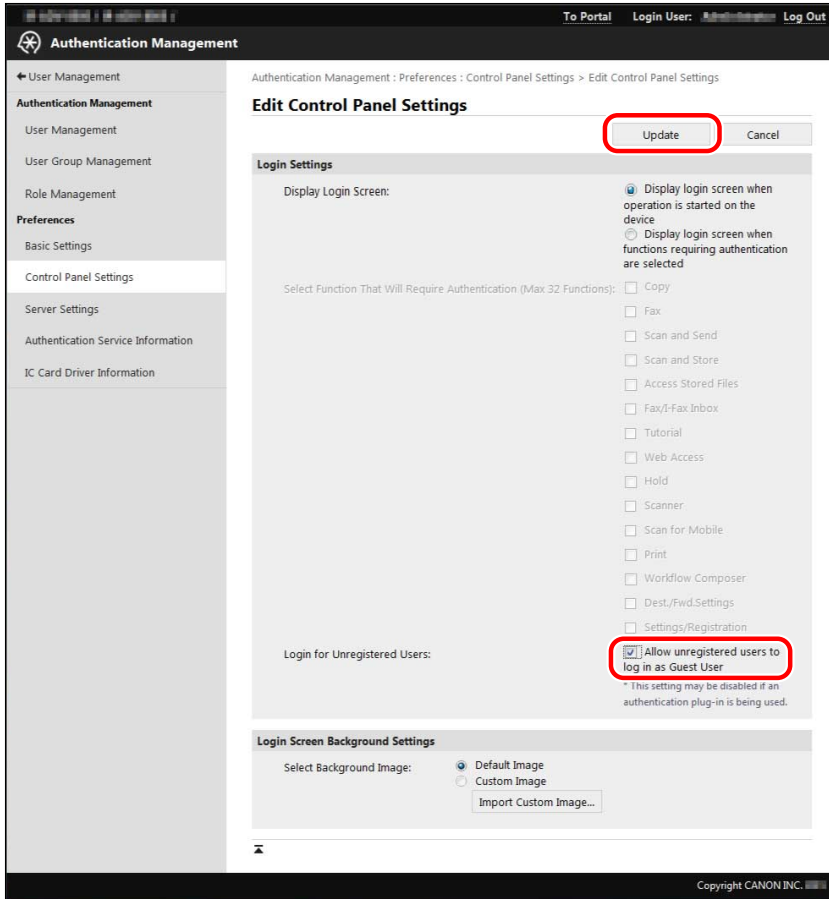 To Portal Login User: Log Out
Authentication Management
User Management
Authentication Management
User Management
User Group Management
Role Management
Preferences
Basic Settings
Control Panel Settings
Server Settings
Authentication Service Information
IC Card Driver Information
Authentication Management : Preferences : Control Panel Settings > Edit Control Panel Settings
Edit Control Panel Settings
Update Cancel
Login Settings
Display Login Screen:
Display login screen when
operation is started on the
device
Display login screen when
functions requiring authentication
are selected
Select Function That Will Require Authentication (Max 32 Functions):
Copy
Fax
Scan and Send
Scan and Store
Access Stored Files
Fax/I-Fax Inbox
Tutorial
Web Access
Hold
Scanner
Scan for Mobile
Print
Workflow Composer
Dest./Fwd.Settings
Settings/Registration
Login for Unregistered Users:
Allow unregistered users to
log in as Guest User
* This setting may be disabled if an
authentication plug-in is being used.
Login Screen Background Settings
Select Background Image:
Default Image
Custom Image
Import Custom Image...
Copyright CANON INC.